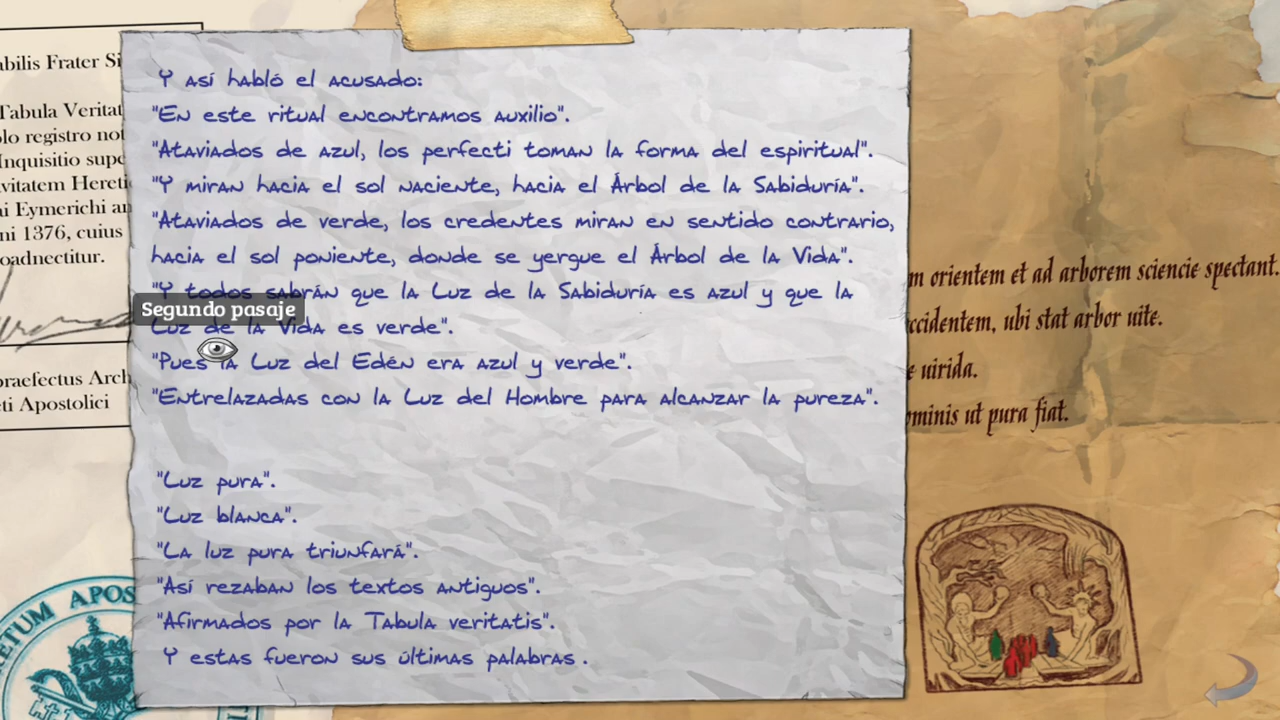 abilis Frater Si
Tabula Veritat
olo registro not
Inquisitio supe
vitatem Hereti
ai Eymerichi an
ni 1376, cuius
oadnectitur.
praefectus Arch
eti Apostolici
ETUM APOS
Y así habló el acusado:
"En este ritual encontramos auxilio".
"Ataviados de azul, los perfecti toman la forma del espiritual".
"Y miran hacia el sol naciente, hacia el Árbol de la Sabiduría".
"Ataviados de verde, los credentes miran en sentido contrario,
hacia el sol poniente, donde se yergue el Árbol de la Vida".
"Y todos sabrán que la Luz de la Sabiduría es azul y que la
Luz de la Vida es verde".
"Pues la Luz del Edén era azul y verde".
"Entrelazadas con la Luz del Hombre para alcanzar la pureza".
"Luz pura".
"Luz blanca".
"La luz pura triunfará".
"Así rezaban los textos antiguos".
"Afirmados por la Tabula veritatis".
Y estas fueron sus últimas palabras.
Segundo pasaje
m orientem et ad arborem sciencie spectant.
ccidentem, ubi stat arbor uite.
e uirida.
ominis ut pura fiat.